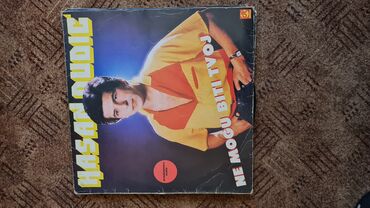 HASAN DUDIĆ
NE MOGU BITI TVOJ